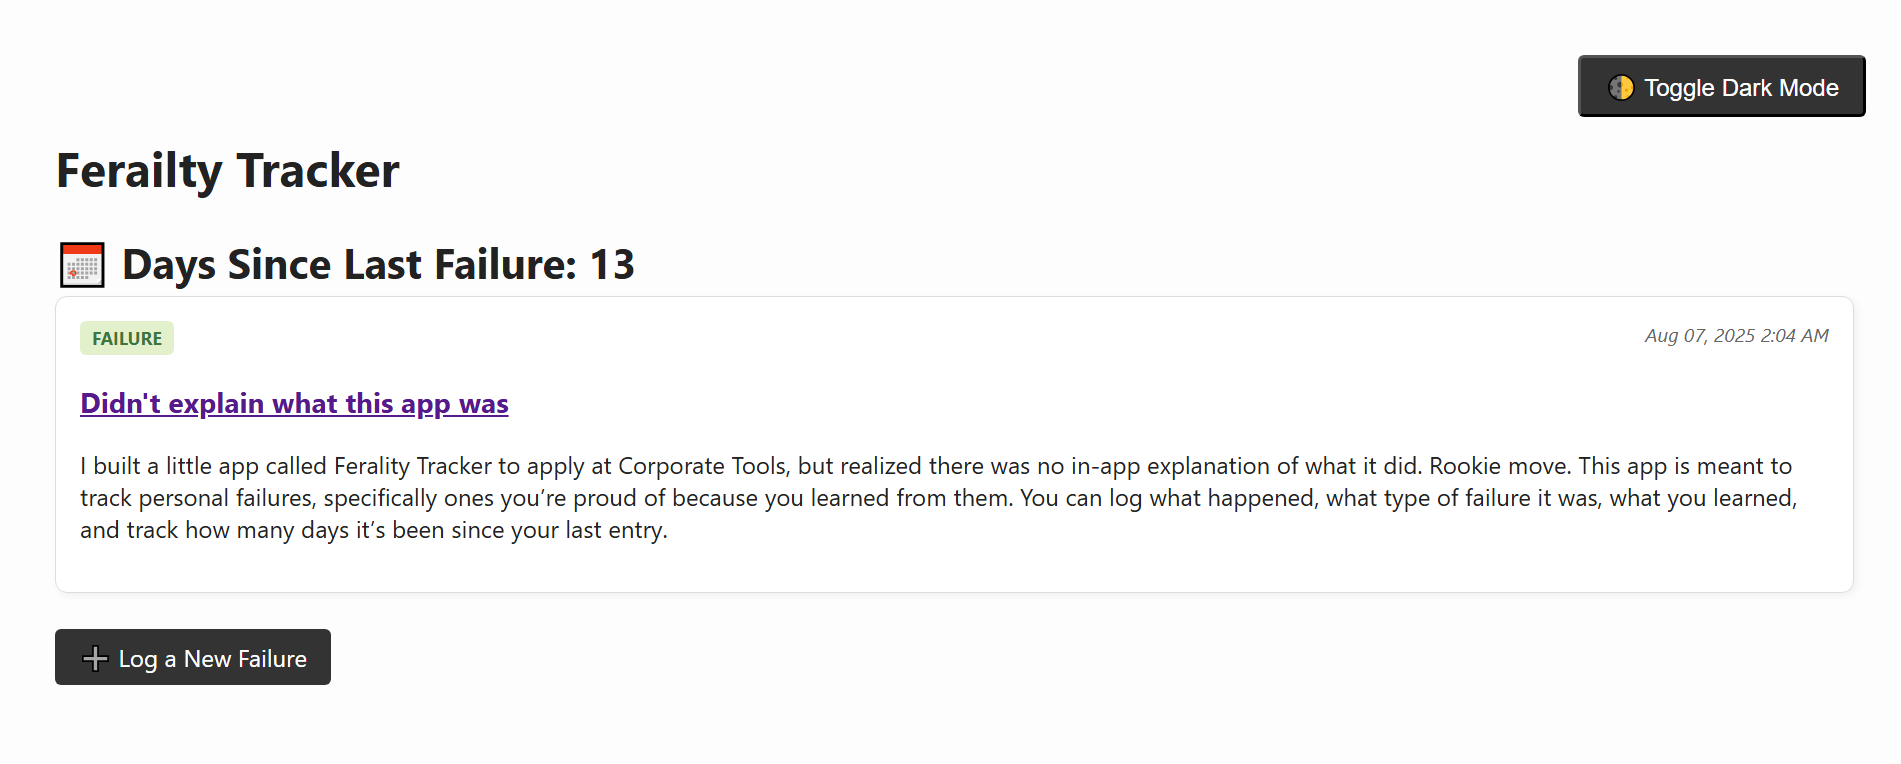 Toggle Dark Mode
Ferailty Tracker
Days Since Last Failure: 13
FAILURE
Aug 07, 2025 2:04 AM
Didn't explain what this app was
I built a little app called Ferality Tracker to apply at Corporate Tools, but realized there was no in-app explanation of what it did. Rookie move. This app is meant to
track personal failures, specifically ones you’re proud of because you learned from them. You can log what happened, what type of failure it was, what you learned,
and track how many days it’s been since your last entry.
Log a New Failure